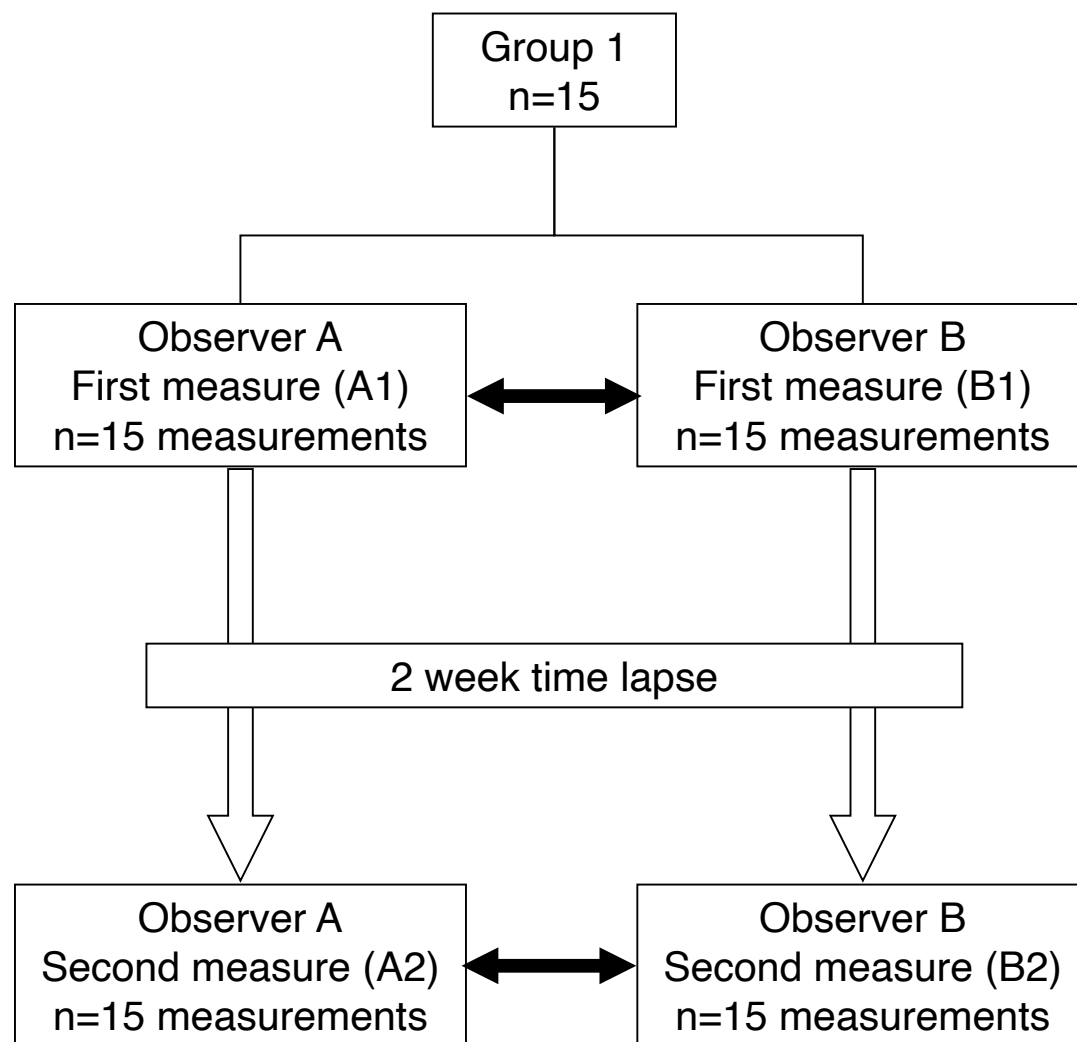 Group 1
n=15
Observer A
First measure (A1)
n=15 measurements
Observer B
First measure (B1)
n=15 measurements
2 week time lapse
Observer A
Second measure (A2)
n=15 measurements
Observer B
Second measure (B2)
n=15 measurements